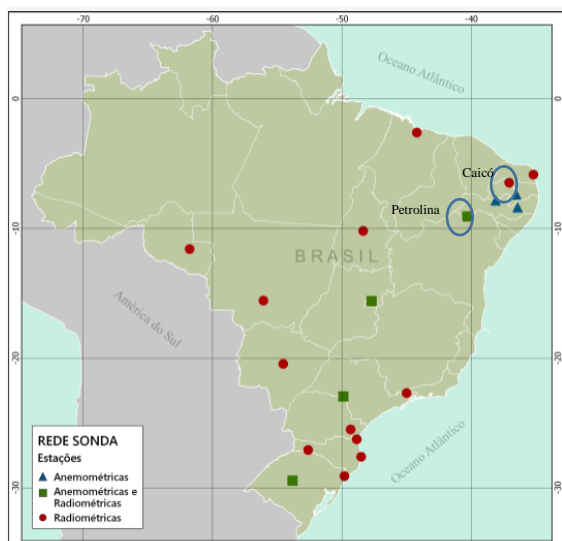 -70
-60
-50
-40
Oceano Atlântico
0
0
Caicó
Petrolina
-10
-10
BRASIL
América do Sul
-20
-20
Oceano Atlântico
REDE SONDA
Estações
Anemométricas
Anemométricas e
Radiométricas
Radiométricas
-30
-30